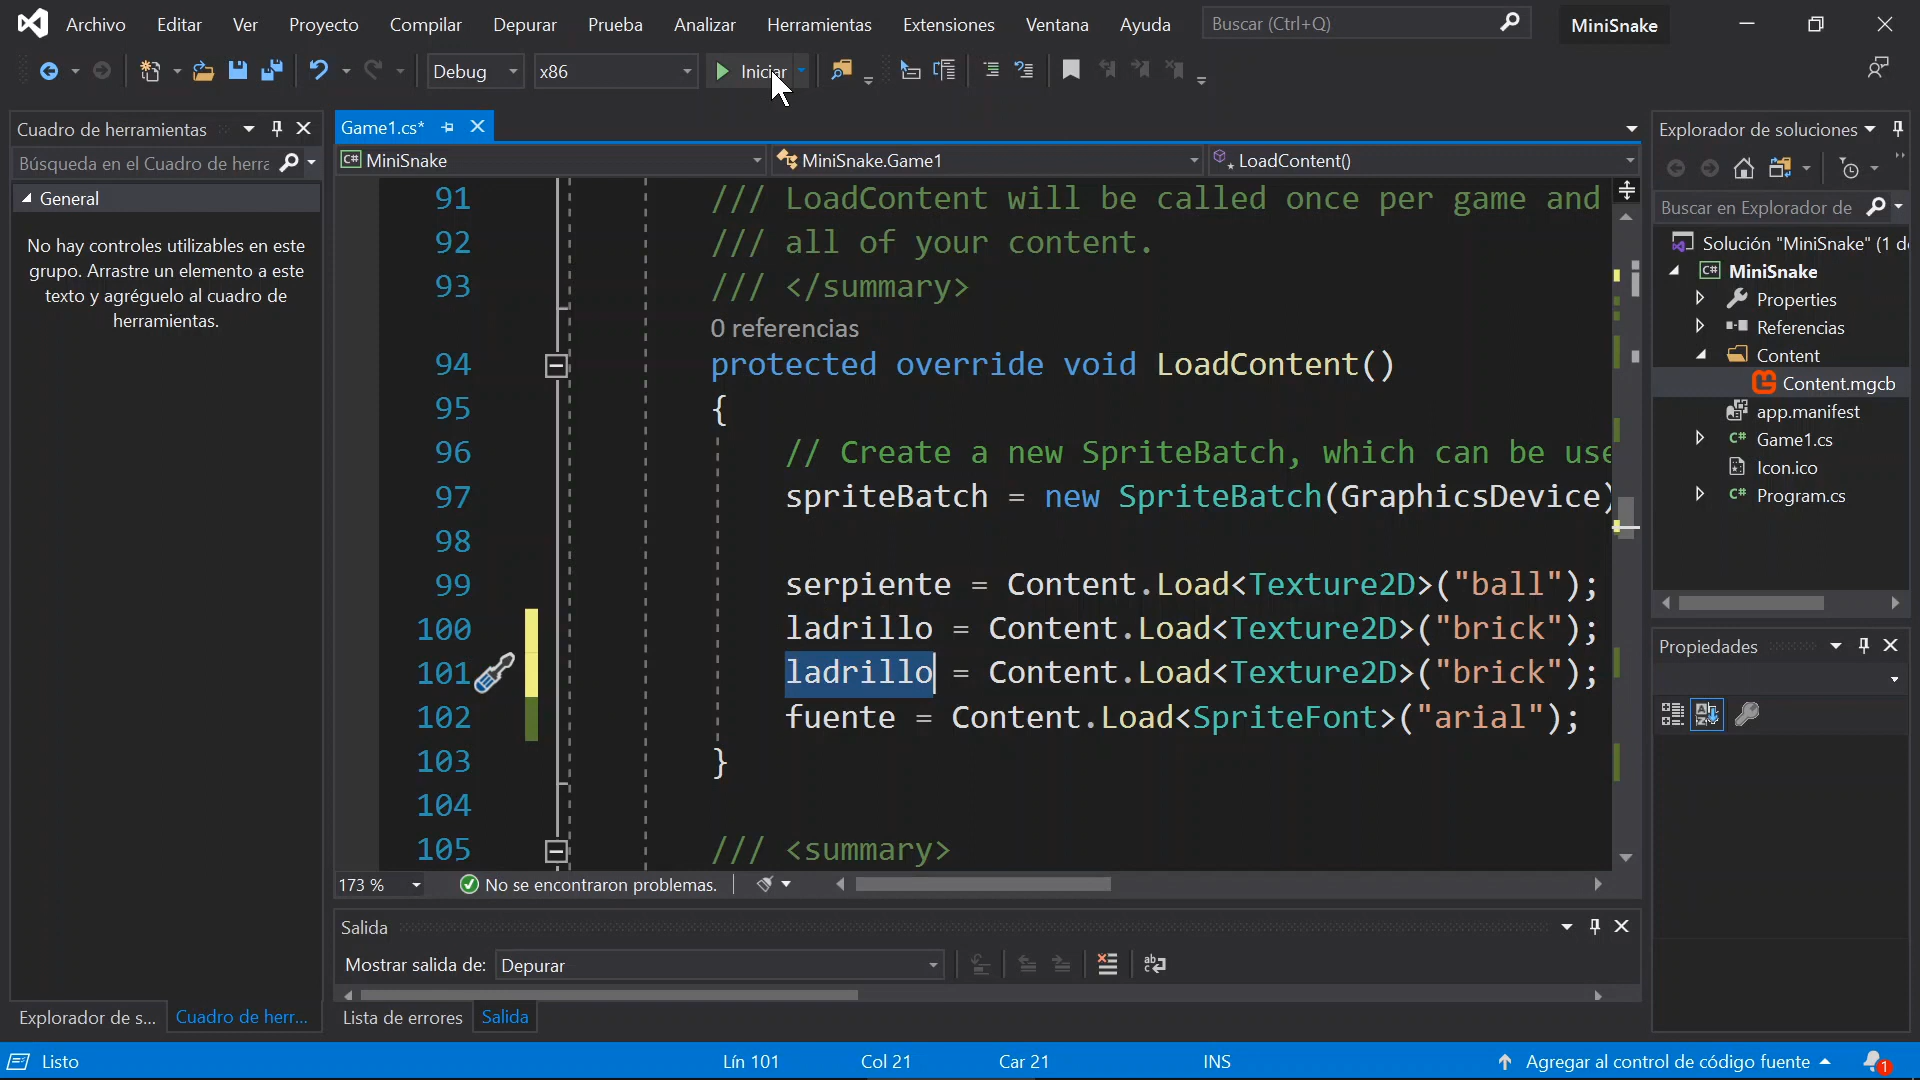 Archivo Editar Ver Proyecto Compilar Depurar Prueba Analizar Herramientas Extensiones Ventana Ayuda Buscar (Ctrl+Q) MiniSnake
Debug x86 Iniciar
Cuadro de herramientas
Búsqueda en el Cuadro de herra
General
No hay controles utilizables en este
grupo. Arrastre un elemento a este
texto y agréguelo al cuadro de
herramientas.
Game1.cs*
C# MiniSnake MiniSnake.Game1 LoadContent()
91 /// LoadContent will be called once per game and
92 /// all of your content.
93 /// </summary>
0 referencias
94 protected override void LoadContent()
95 {
96 // Create a new SpriteBatch, which can be use
97 spriteBatch = new SpriteBatch(GraphicsDevice)
98
99 serpiente = Content.Load<Texture2D>("ball");
100 ladrillo = Content.Load<Texture2D>("brick");
101 ladrillo = Content.Load<Texture2D>("brick");
102 fuente = Content.Load<SpriteFont>("arial");
103 }
104
105 /// <summary>
173 % No se encontraron problemas.
Salida
Mostrar salida de: Depurar
Explorador de s... Cuadro de herr... Lista de errores Salida
Explorador de soluciones
Buscar en Explorador de
Solución "MiniSnake" (1 de
C# MiniSnake
Properties
Referencias
Content
Content.mgcb
app.manifest
C# Game1.cs
Icon.ico
C# Program.cs
Propiedades
Listo Lín 101 Col 21 Car 21 INS Agregar al control de código fuente 1